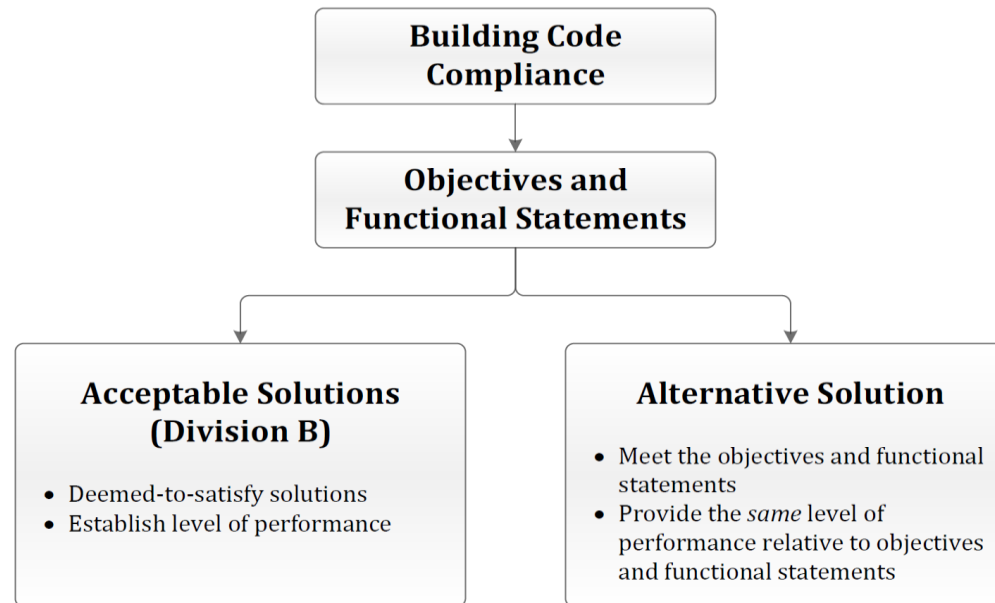 Building Code
Compliance
Objectives and
Functional Statements
Acceptable Solutions
(Division B)
• Deemed-to-satisfy solutions
• Establish level of performance
Alternative Solution
• Meet the objectives and functional
statements
• Provide the same level of
performance relative to objectives
and functional statements